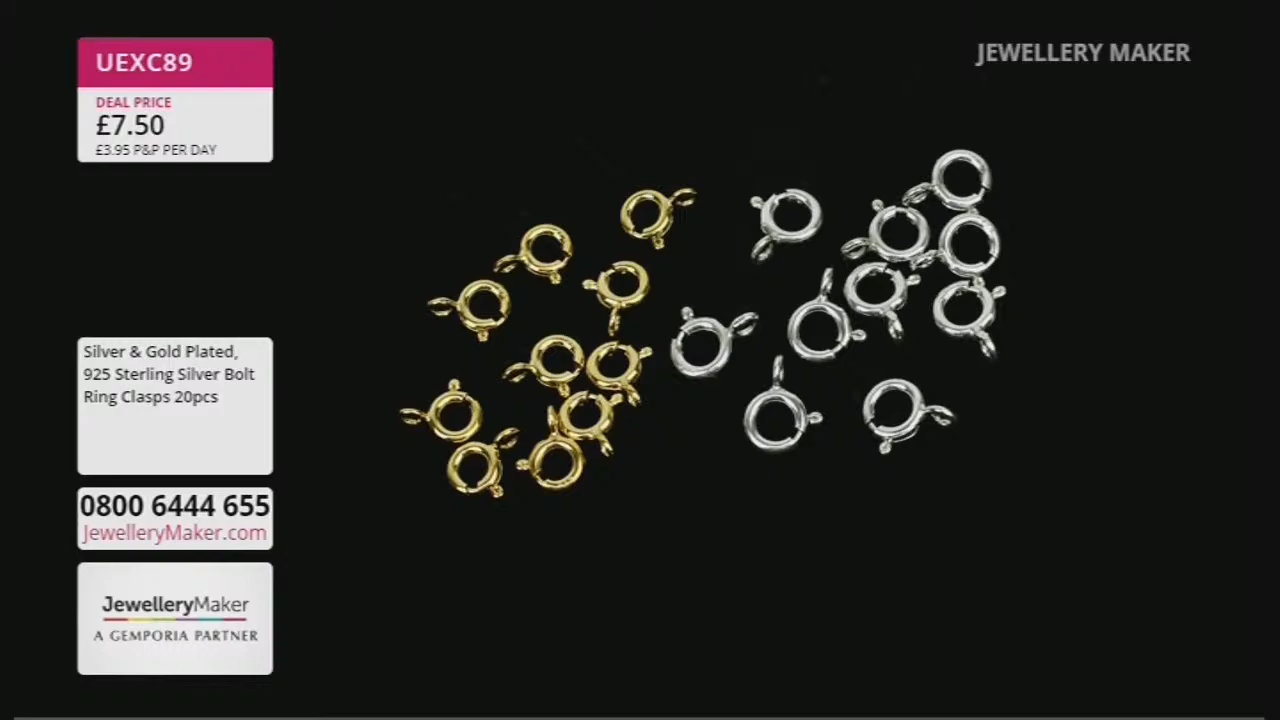 UEXC89
DEAL PRICE
£7.50
£3.95 P&P PER DAY
JEWELLERY MAKER
Silver & Gold Plated,
925 Sterling Silver Bolt
Ring Clasps 20pcs
0800 6444 655
JewelleryMaker.com
JewelleryMaker
A GEMPORIA PARTNER